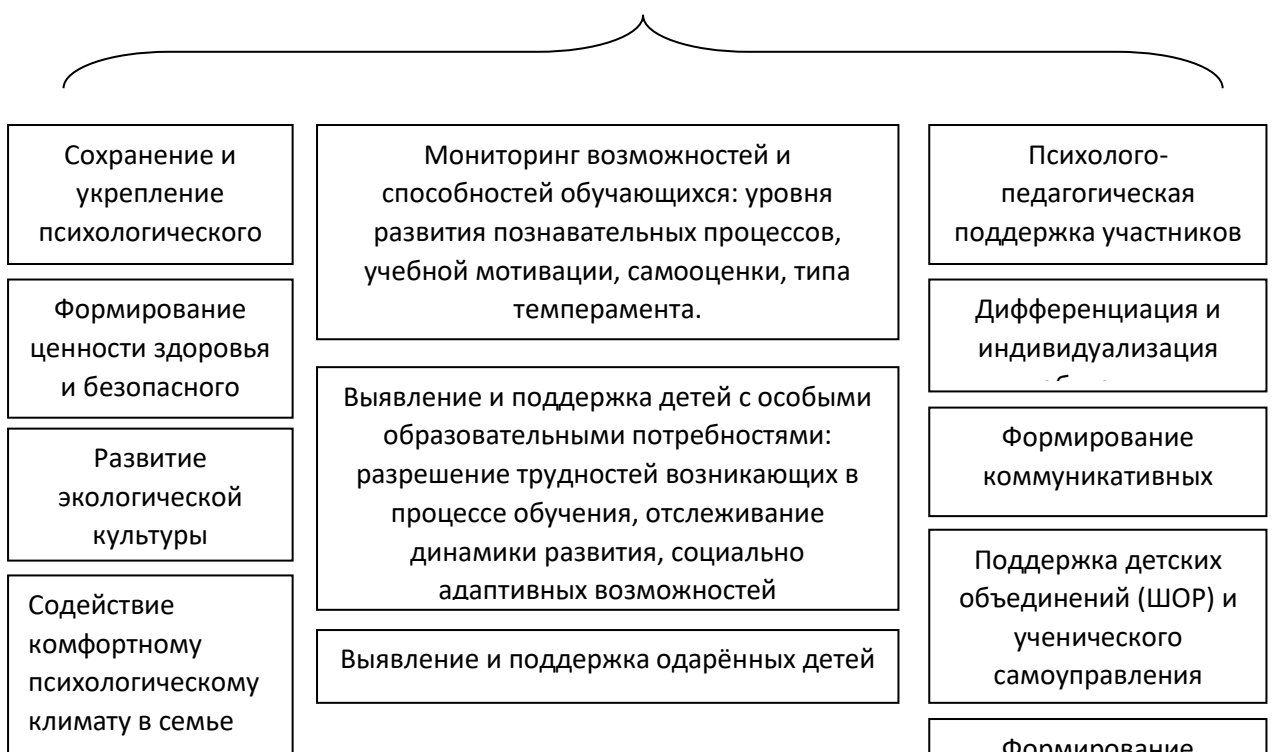 Сохранение и
укрепление
психологического
Формирование
ценности здоровья
и безопасного
Развитие
экологической
культуры
Содействие
комфортному
психологическому
климату в семье
Мониторинг возможностей и
способностей обучающихся: уровня
развития познавательных процессов,
учебной мотивации, самооценки, типа
темперамента.
Выявление и поддержка детей с особыми
образовательными потребностями:
разрешение трудностей возникающих в
процессе обучения, отслеживание
динамики развития, социально
адаптивных возможностей
Выявление и поддержка одарённых детей
Психолого-
педагогическая
поддержка участников
Дифференциация и
индивидуализация
Формирование
коммуникативных
Поддержка детских
объединений (ШОР) и
ученического
самоуправления
Формирование